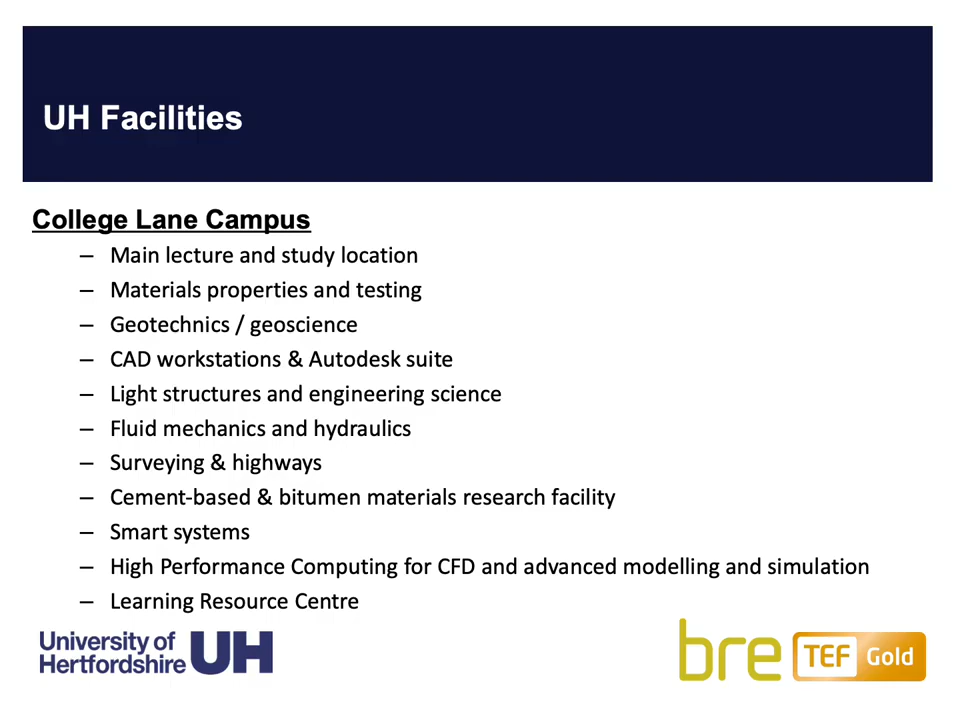 UH Facilities
College Lane Campus
– Main lecture and study location
– Materials properties and testing
– Geotechnics / geoscience
– CAD workstations & Autodesk suite
– Light structures and engineering science
– Fluid mechanics and hydraulics
– Surveying & highways
– Cement-based & bitumen materials research facility
– Smart systems
– High Performance Computing for CFD and advanced modelling and simulation
– Learning Resource Centre
University of
Hertfordshire UH
bre TEF Gold